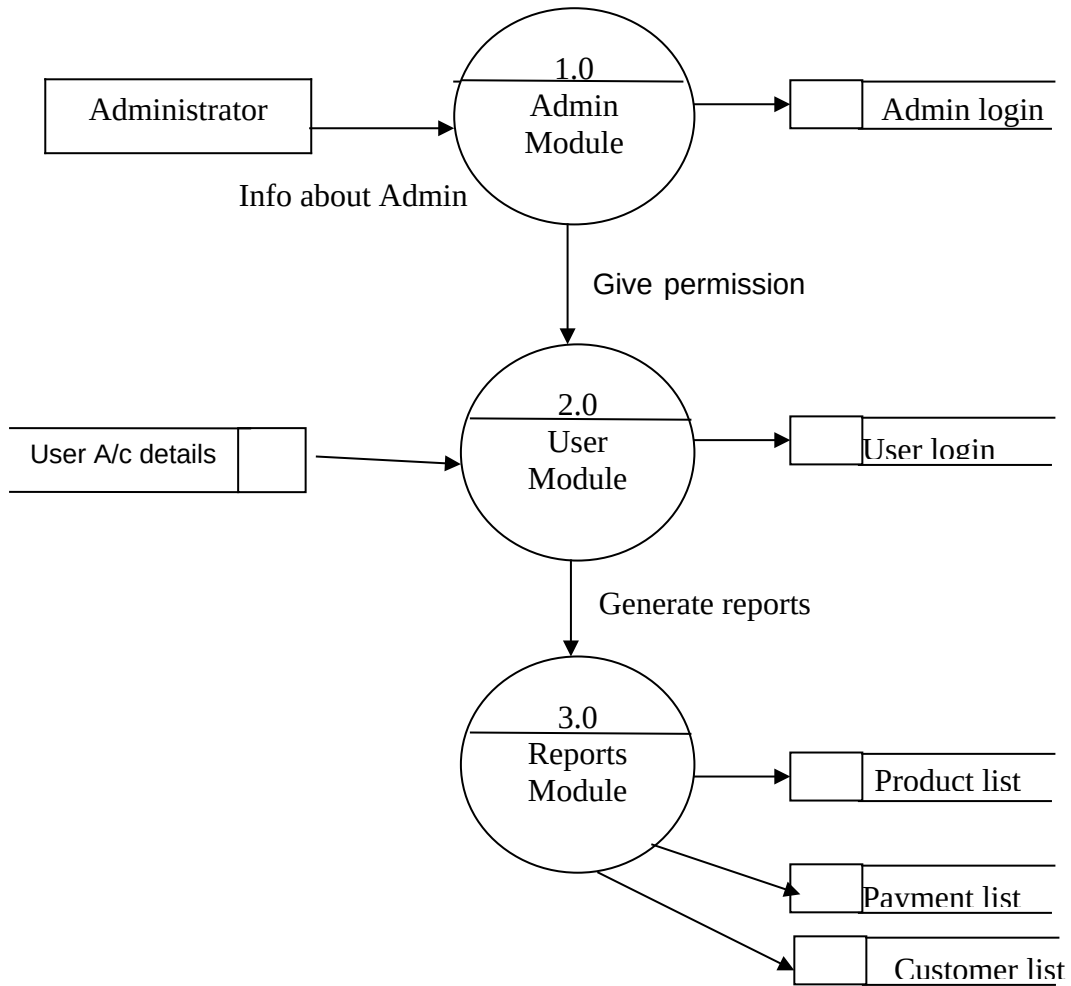 1.0
Administrator
Admin
Module
Admin login
Info about Admin
Give permission
2.0
User A/c details
User
Module
User login
Generate reports
3.0
Reports
Module
Product list
Payment list
Customer list